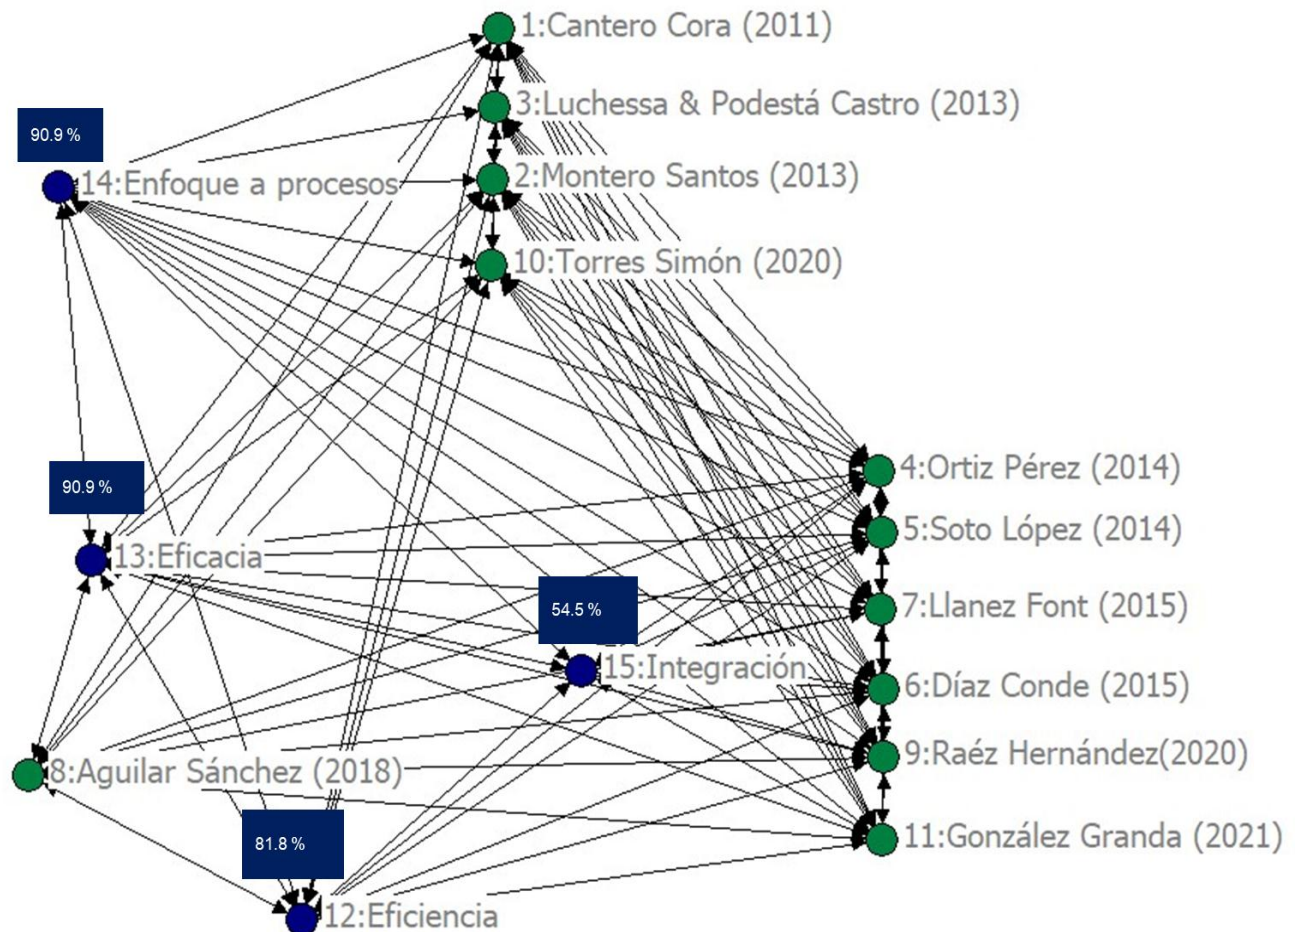 1:Cantero Cora (2011)
3:Luchessa & Podestá Castro (2013)
90.9 %
14:Enfoque a procesos
2:Montero Santos (2013)
10:Torres Simón (2020)
4:Ortiz Pérez (2014)
90.9 %
5:Soto López (2014)
13:Eficacia
54.5 %
7:Llanez Font (2015)
15:Integración
6:Díaz Conde (2015)
9:Raéz Hernández(2020)
8:Aguilar Sánchez (2018)
81.8 %
11:González Granda (2021)
12:Eficiencia